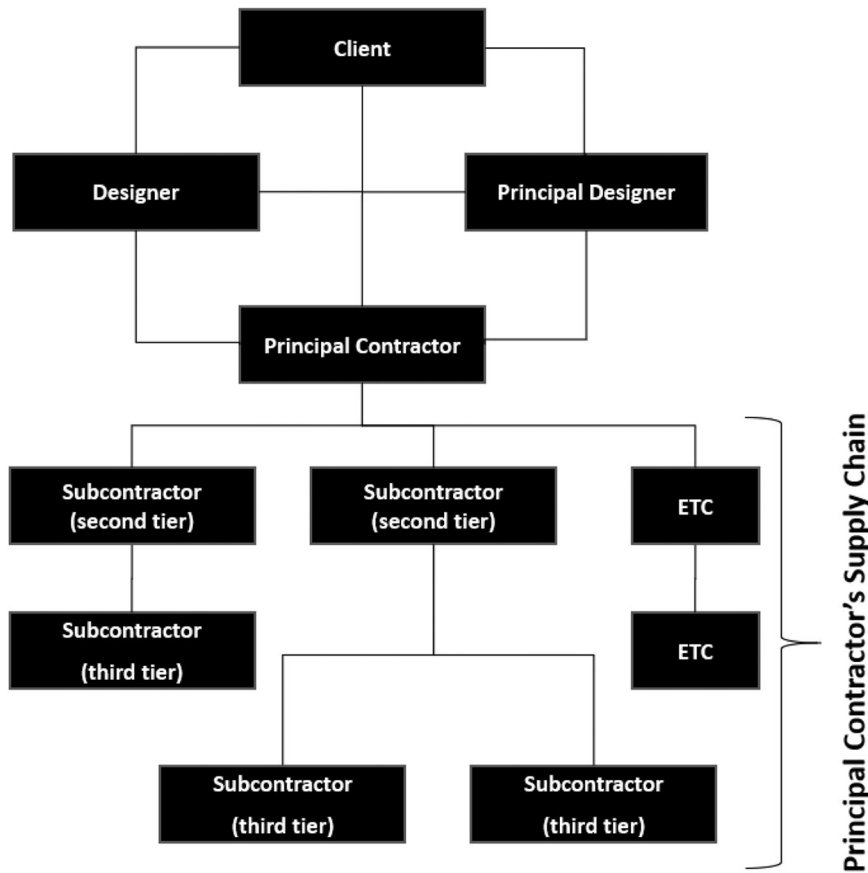 Client
Designer
Principal Designer
Principal Contractor
Subcontractor
(second tier)
Subcontractor
(second tier)
ETC
Subcontractor
(third tier)
ETC
Subcontractor
(third tier)
Subcontractor
(third tier)
Principal Contractor’s Supply Chain